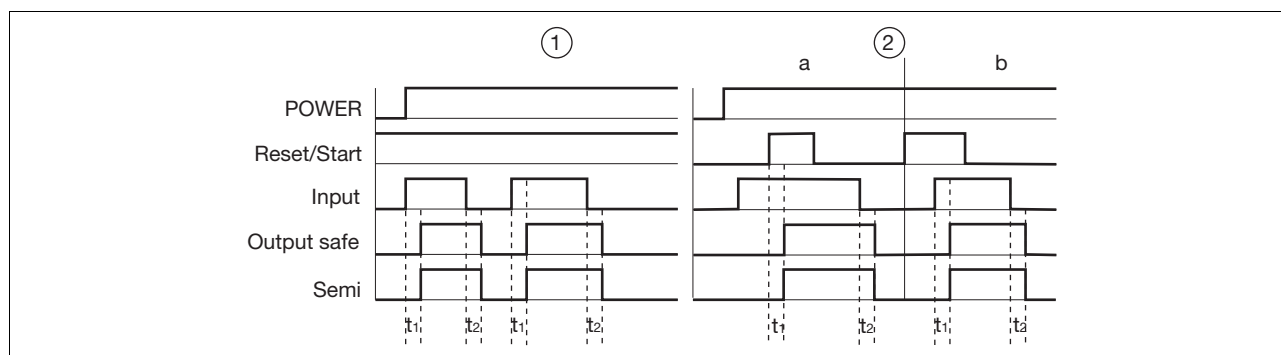 ① ②
a b
POWER
Reset/Start
Input
Output safe
Semi
t1 t2 t1 t2 t1 t2 t1 t2